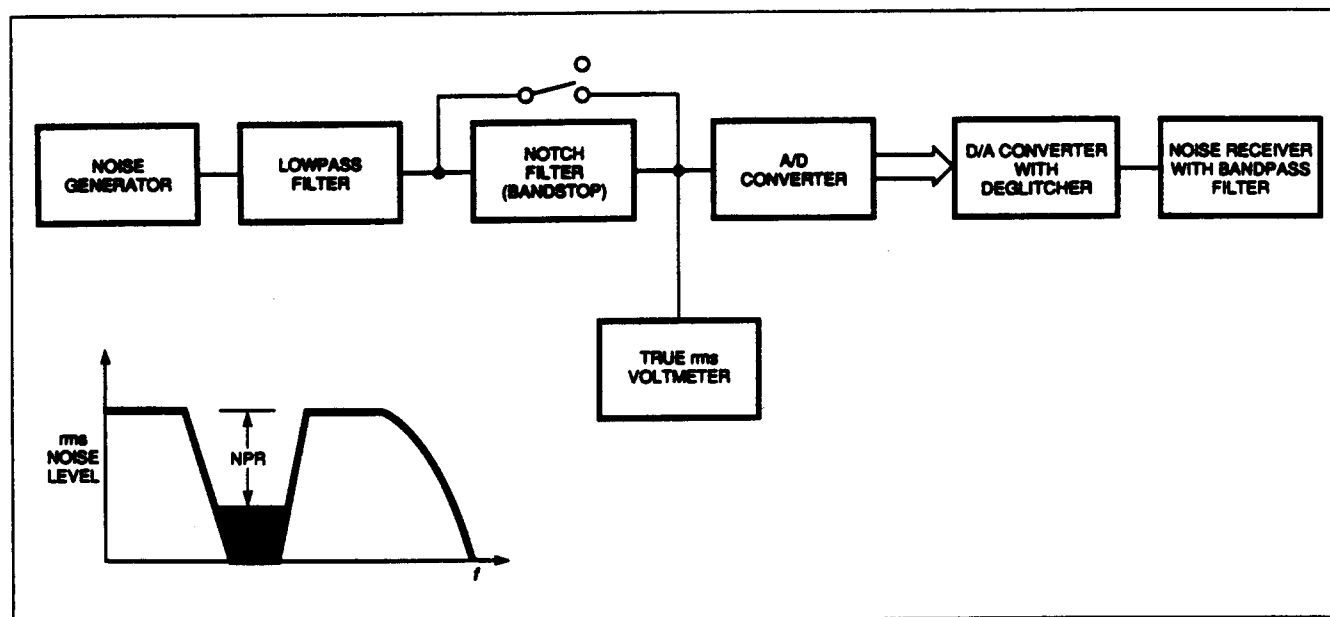 NOISE
GENERATOR
LOWPASS
FILTER
NOTCH
FILTER
(BANDSTOP)
A/D
CONVERTER
D/A CONVERTER
WITH
DEGLITCHER
NOISE RECEIVER
WITH BANDPASS
FILTER
TRUE rms
VOLTMETER
rms
NOISE
LEVEL
NPR
f